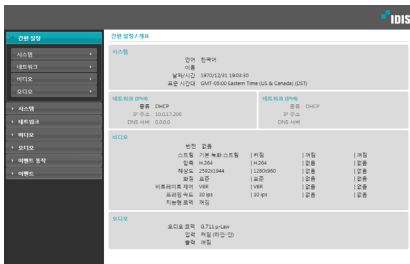 IDIS
간편 설정
간편 설정 / 개요
시스템
네트워크
비디오
오디오
시스템
네트워크
비디오
오디오
이벤트 동작
이벤트
시스템
언어 한국어
이름
날짜/시간 1970/12/31 19:03:30
표준 시간대 GMT-05:00 Eastern Time (US & Canada) (DST)
네트워크 (IPv4)
종류 DHCP
IP 주소 10.0.17.208
DNS 서버 0.0.0.0
네트워크 (IPv6)
종류 DHCP
IP 주소
DNS 서버
비디오
반전 없음
스트림 기본 녹화 스트림 | 켜짐 | 꺼짐 | 꺼짐
압축 H.264 | H.264 | 없음 | 없음
해상도 2592x1944 | 1280x960 | 없음 | 없음
화질 표준 | 표준 | 없음 | 없음
비트레이트 제어 VBR | VBR | 없음 | 없음
프레임 속도 30 ips | 30 ips | 없음 | 없음
지능형 코덱 꺼짐
오디오
오디오 코덱 G.711 μ-Law
입력 켜짐 (라인-인)
출력 꺼짐